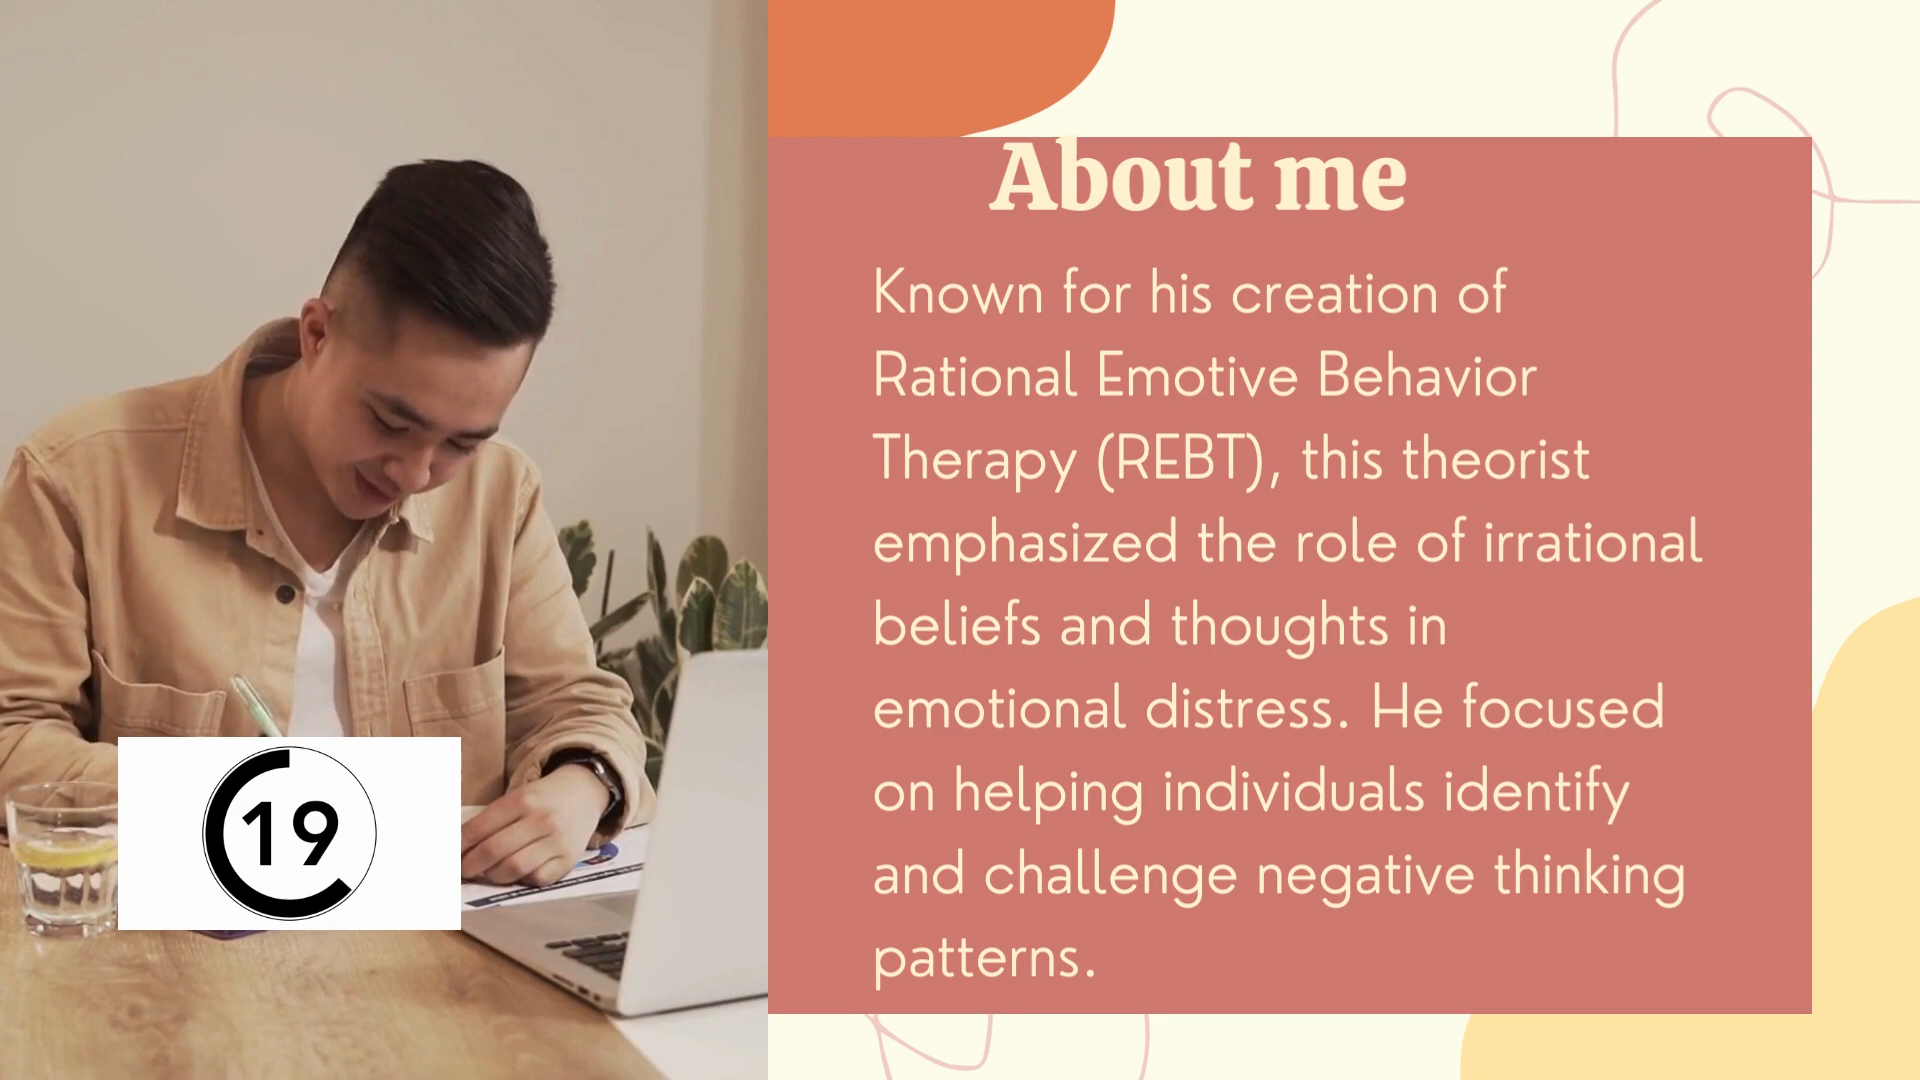 About me
Known for his creation of
Rational Emotive Behavior
Therapy (REBT), this theorist
emphasized the role of irrational
beliefs and thoughts in
emotional distress. He focused
on helping individuals identify
and challenge negative thinking
patterns.
19